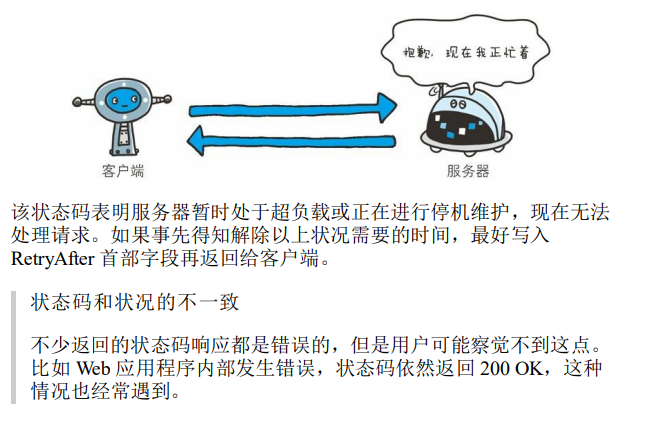 抱歉，现在我正忙着
客户端
服务器
该状态码表明服务器暂时处于超负载或正在进行停机维护，现在无法
处理请求。如果事先得知解除以上状况需要的时间，最好写入
RetryAfter 首部字段再返回给客户端。
状态码和状况的不一致
不少返回的状态码响应都是错误的，但是用户可能察觉不到这点。
比如 Web 应用程序内部发生错误，状态码依然返回 200 OK，这种
情况也经常遇到。